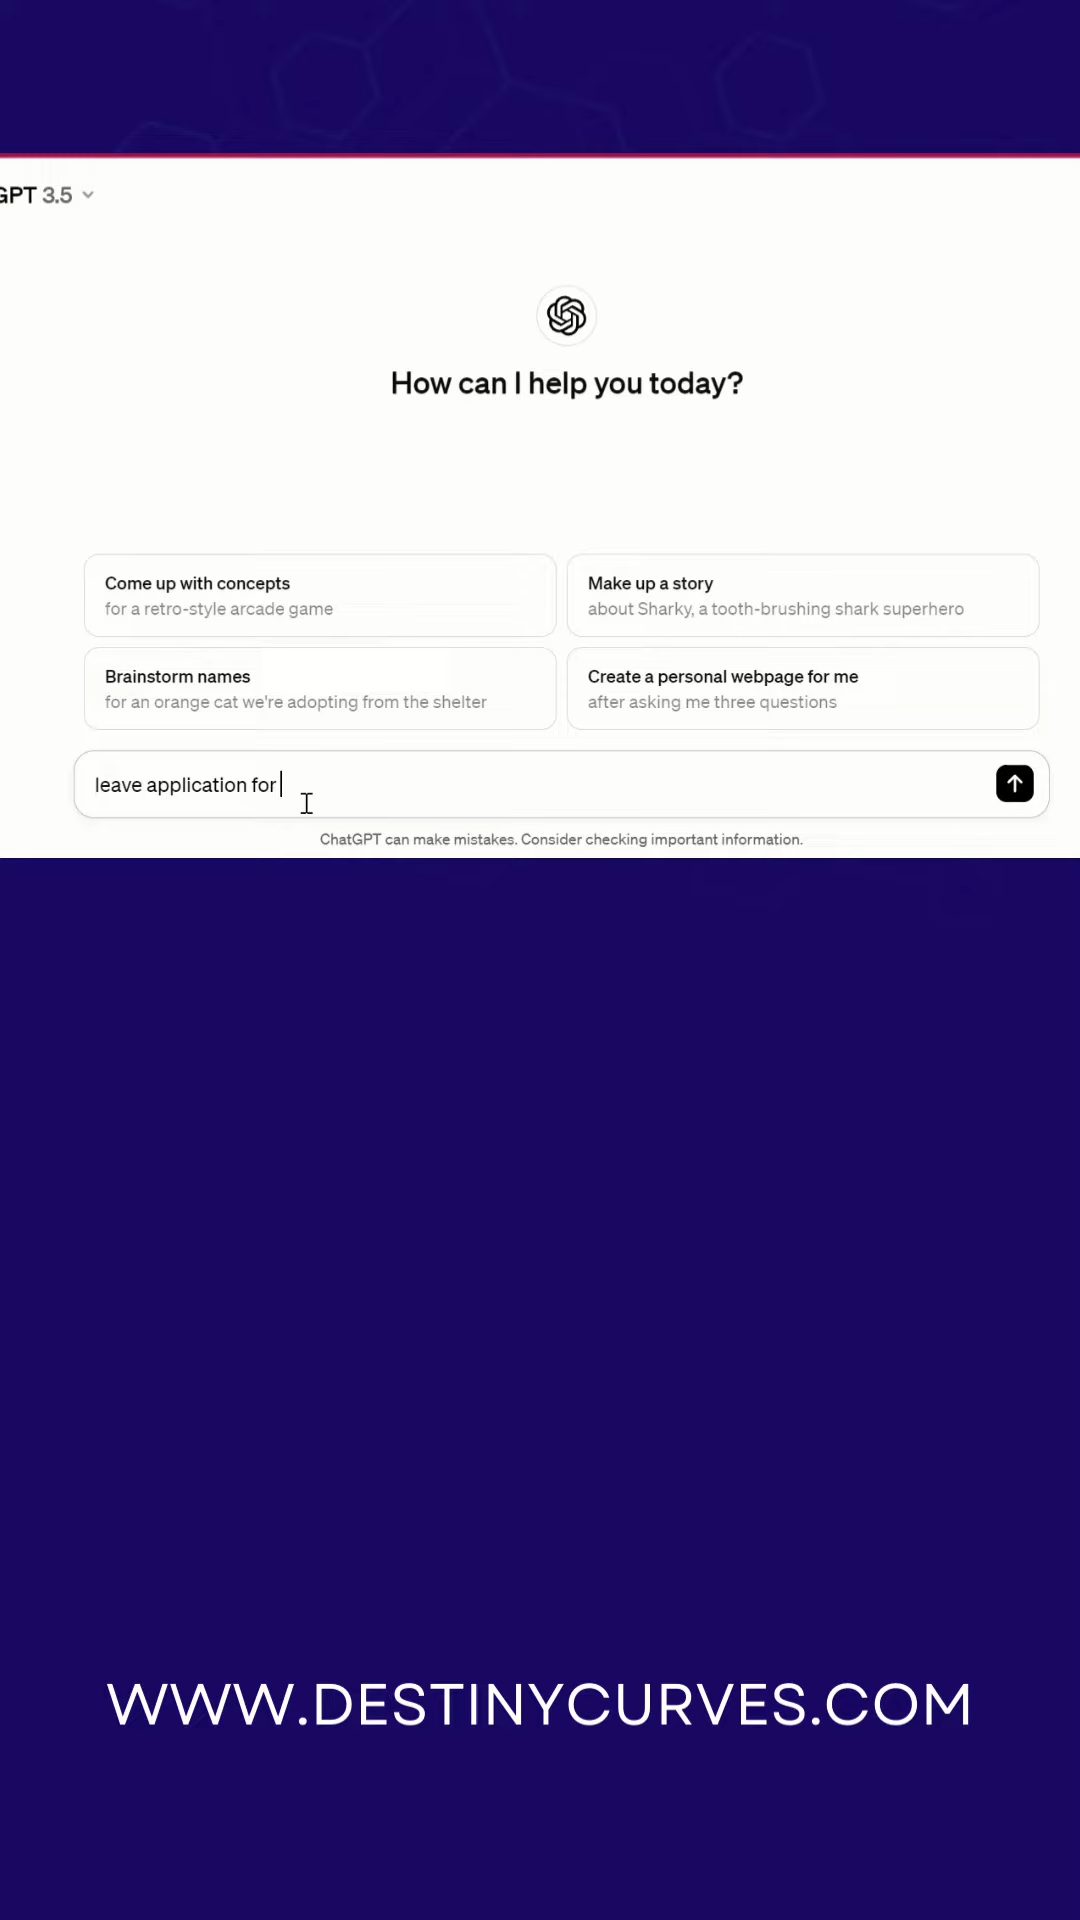 GPT 3.5
How can I help you today?
Come up with concepts
for a retro-style arcade game
Make up a story
about Sharky, a tooth-brushing shark superhero
Brainstorm names
for an orange cat we're adopting from the shelter
Create a personal webpage for me
after asking me three questions
leave application for
ChatGPT can make mistakes. Consider checking important information.
WWW.DESTINYCURVES.COM